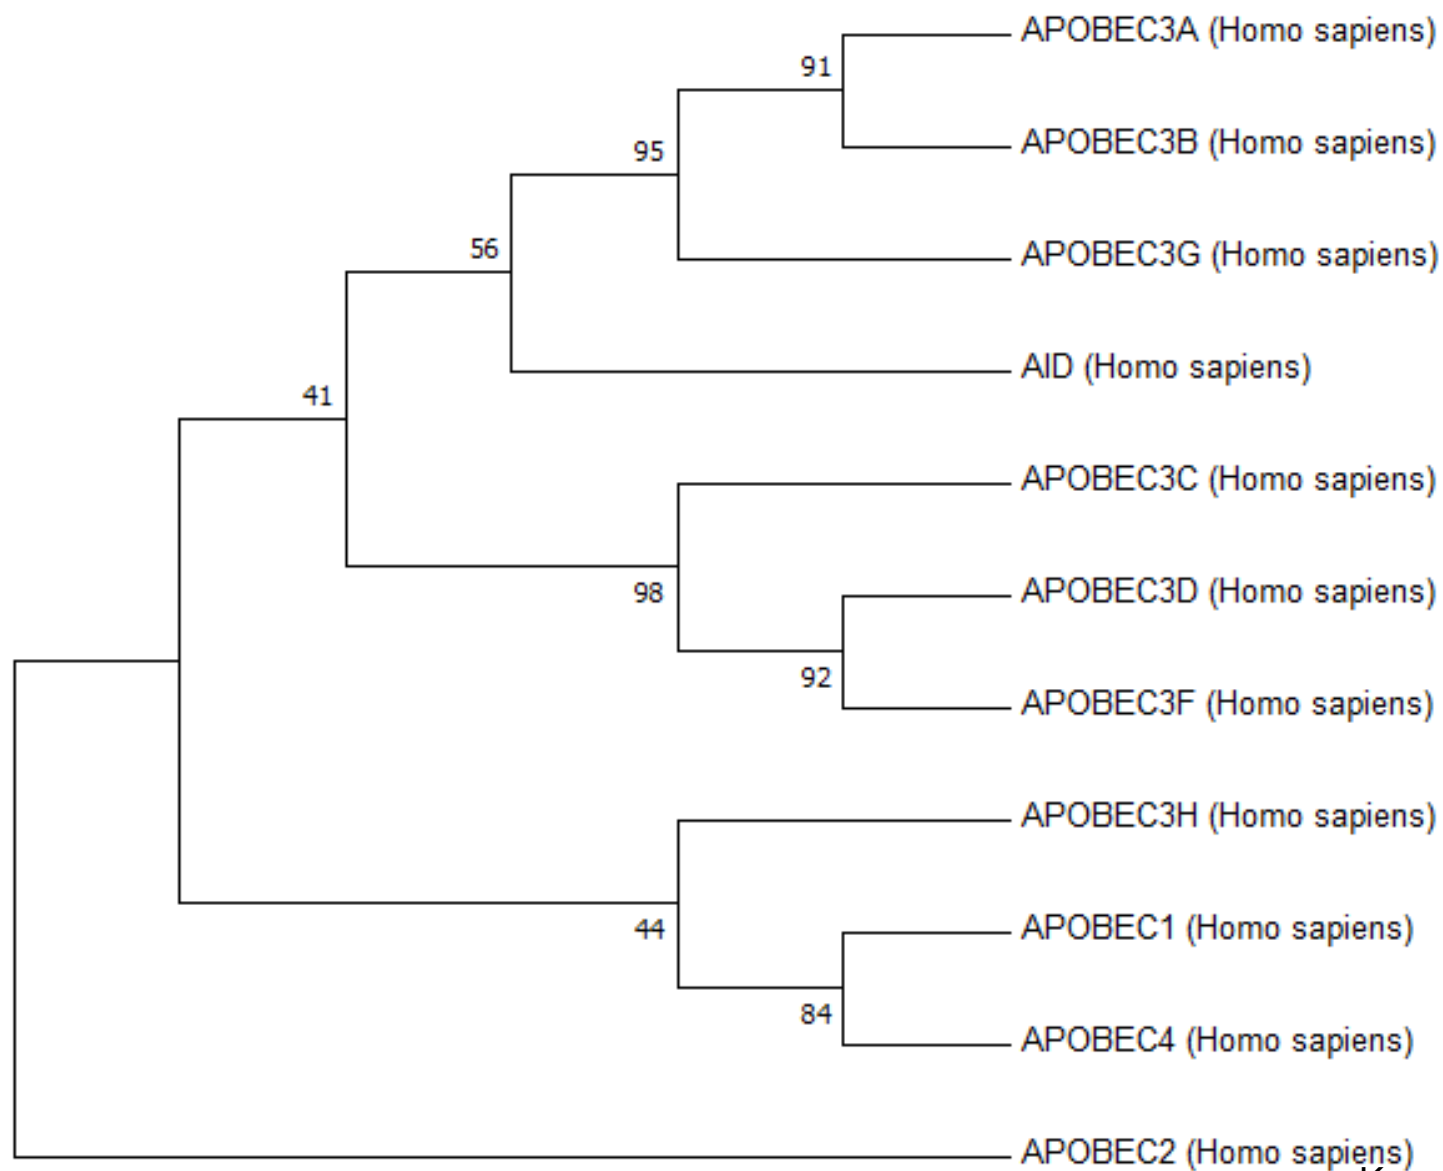 APOBEC3A (Homo sapiens)
91
APOBEC3B (Homo sapiens)
95
APOBEC3G (Homo sapiens)
56
AID (Homo sapiens)
41
APOBEC3C (Homo sapiens)
98
APOBEC3D (Homo sapiens)
92
APOBEC3F (Homo sapiens)
APOBEC3H (Homo sapiens)
44
APOBEC1 (Homo sapiens)
84
APOBEC4 (Homo sapiens)
APOBEC2 (Homo sapiens)